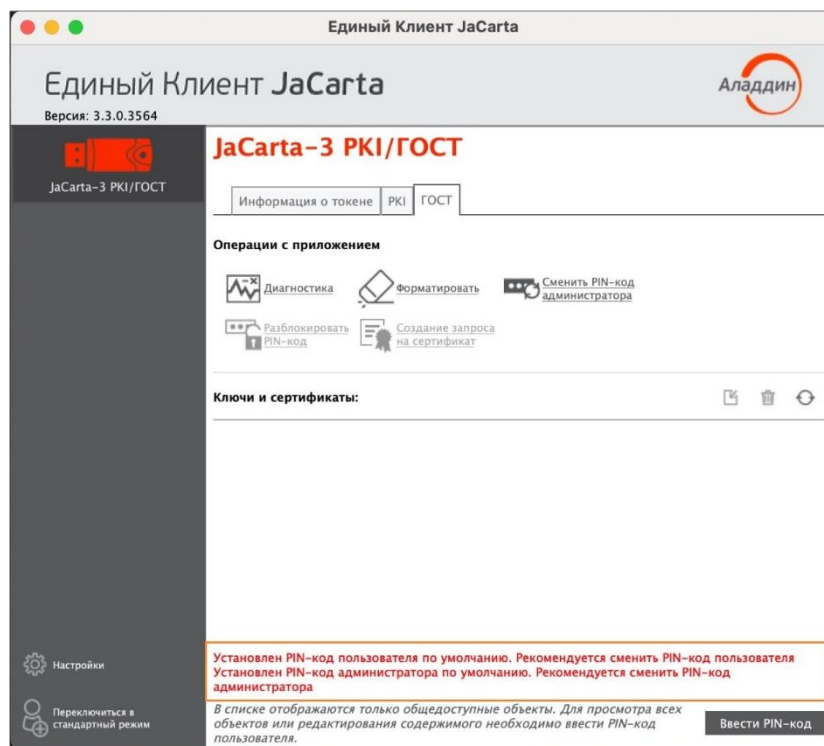 Единый Клиент JaCarta
Единый Клиент JaCarta
Версия: 3.3.0.3564
Аладдин
JaCarta-3 PKI/ГОСТ
JaCarta-3 PKI/ГОСТ
Информация о токене
PKI
ГОСТ
Операции с приложением
Диагностика
Форматировать
Сменить PIN-код
администратора
Разблокировать
PIN-код
Создание запроса
на сертификат
Ключи и сертификаты:
Установлен PIN-код пользователя по умолчанию. Рекомендуется сменить PIN-код пользователя
Установлен PIN-код администратора по умолчанию. Рекомендуется сменить PIN-код
администратора
Настройки
Переключиться в
стандартный режим
В списке отображаются только общедоступные объекты. Для просмотра всех
объектов или редактирования содержимого необходимо ввести PIN-код
пользователя.
Ввести PIN-код